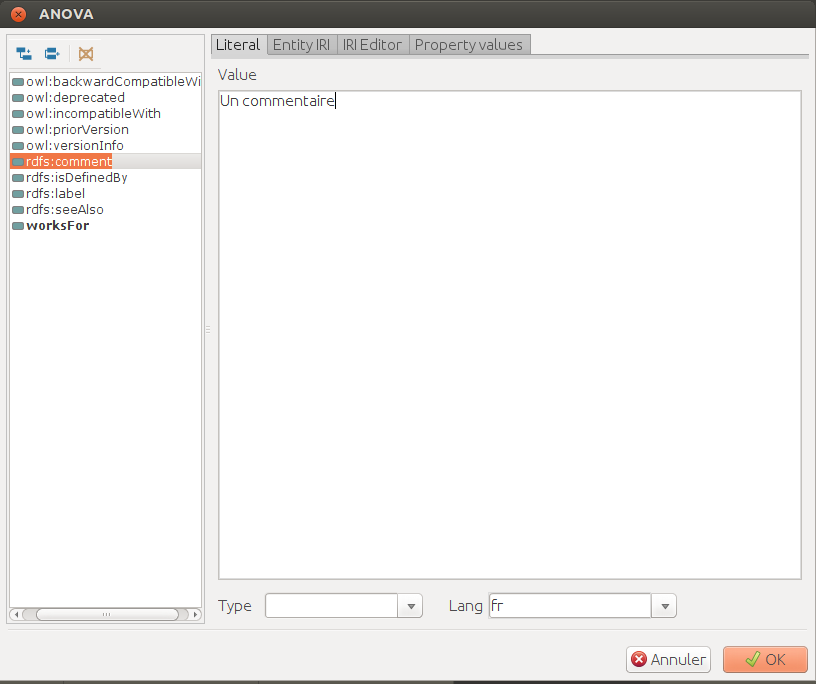 ANOVA
Literal Entity IRI IRI Editor Property values
owl:backwardCompatibleWi
owl:deprecated
owl:incompatibleWith
owl:priorVersion
owl:versionInfo
rdfs:comment
rdfs:isDefinedBy
rdfs:label
rdfs:seeAlso
worksFor
Value
Un commentaire
Type
Lang fr
Annuler OK